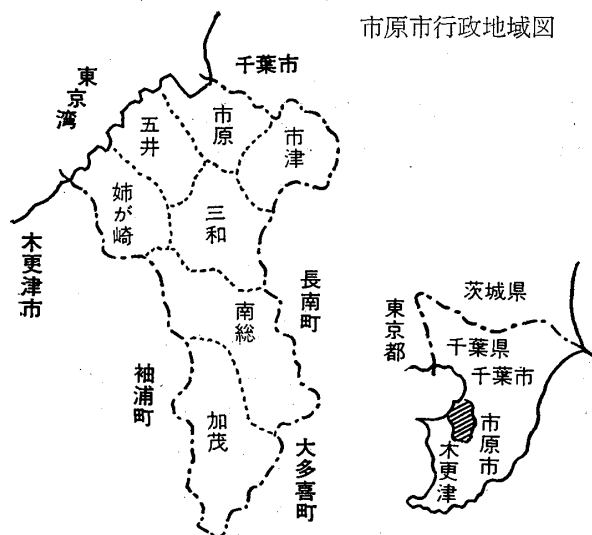 市原市行政地域図
千葉市
東京湾
市原
市津
五井
姉が崎
三和
木更津市
長南町
南総
袖浦町
加茂
大多喜町
茨城県
東京都
千葉県
千葉市
市原市
木更津